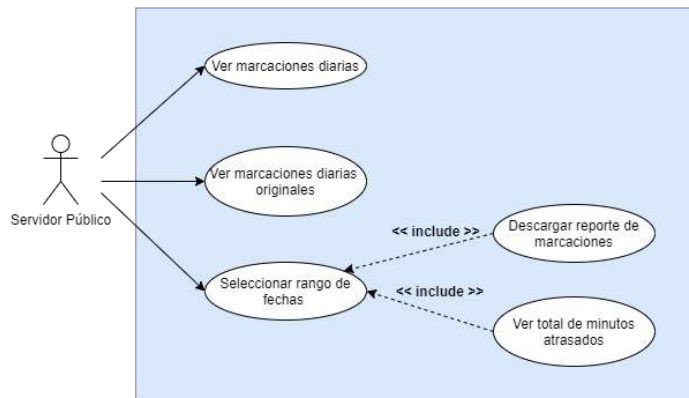 Ver marcaciones diarias
Ver marcaciones diarias
originales
Servidor Público
<< include >>
Descargar reporte de
marcaciones
Seleccionar rango de
fechas
<< include >>
Ver total de minutos
atrasados